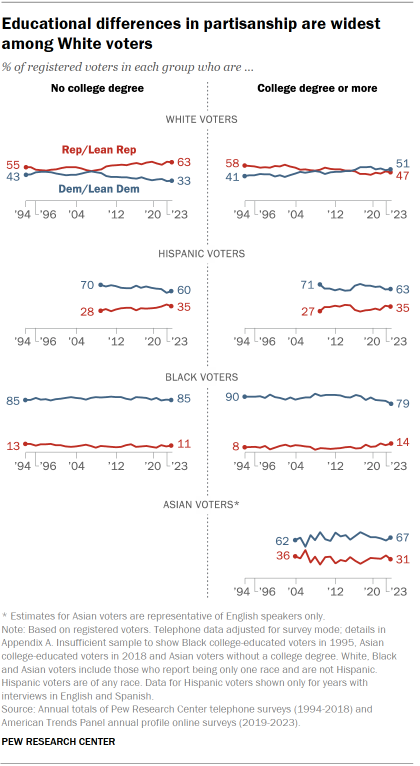 Educational differences in partisanship are widest
among White voters
% of registered voters in each group who are ...
No college degree College degree or more
WHITE VOTERS
Rep/Lean Rep
55 63
43 33
Dem/Lean Dem
58 51
41 47
'94 '96 '04 '12 '20 '23 '94 '96 '04 '12 '20 '23
HISPANIC VOTERS
70 60
28 35
71 63
27 35
'94 '96 '04 '12 '20 '23 '94 '96 '04 '12 '20 '23
BLACK VOTERS
85 85
13 11
90 79
8 14
'94 '96 '04 '12 '20 '23 '94 '96 '04 '12 '20 '23
ASIAN VOTERS*
62 67
36 31
'94 '96 '04 '12 '20 '23
* Estimates for Asian voters are representative of English speakers only.
Note: Based on registered voters. Telephone data adjusted for survey mode; details in
Appendix A. Insufficient sample to show Black college-educated voters in 1995, Asian
college-educated voters in 2018 and Asian voters without a college degree. White, Black
and Asian voters include those who report being only one race and are not Hispanic.
Hispanic voters are of any race. Data for Hispanic voters shown only for years with
interviews in English and Spanish.
Source: Annual totals of Pew Research Center telephone surveys (1994-2018) and
American Trends Panel annual profile online surveys (2019-2023).
PEW RESEARCH CENTER